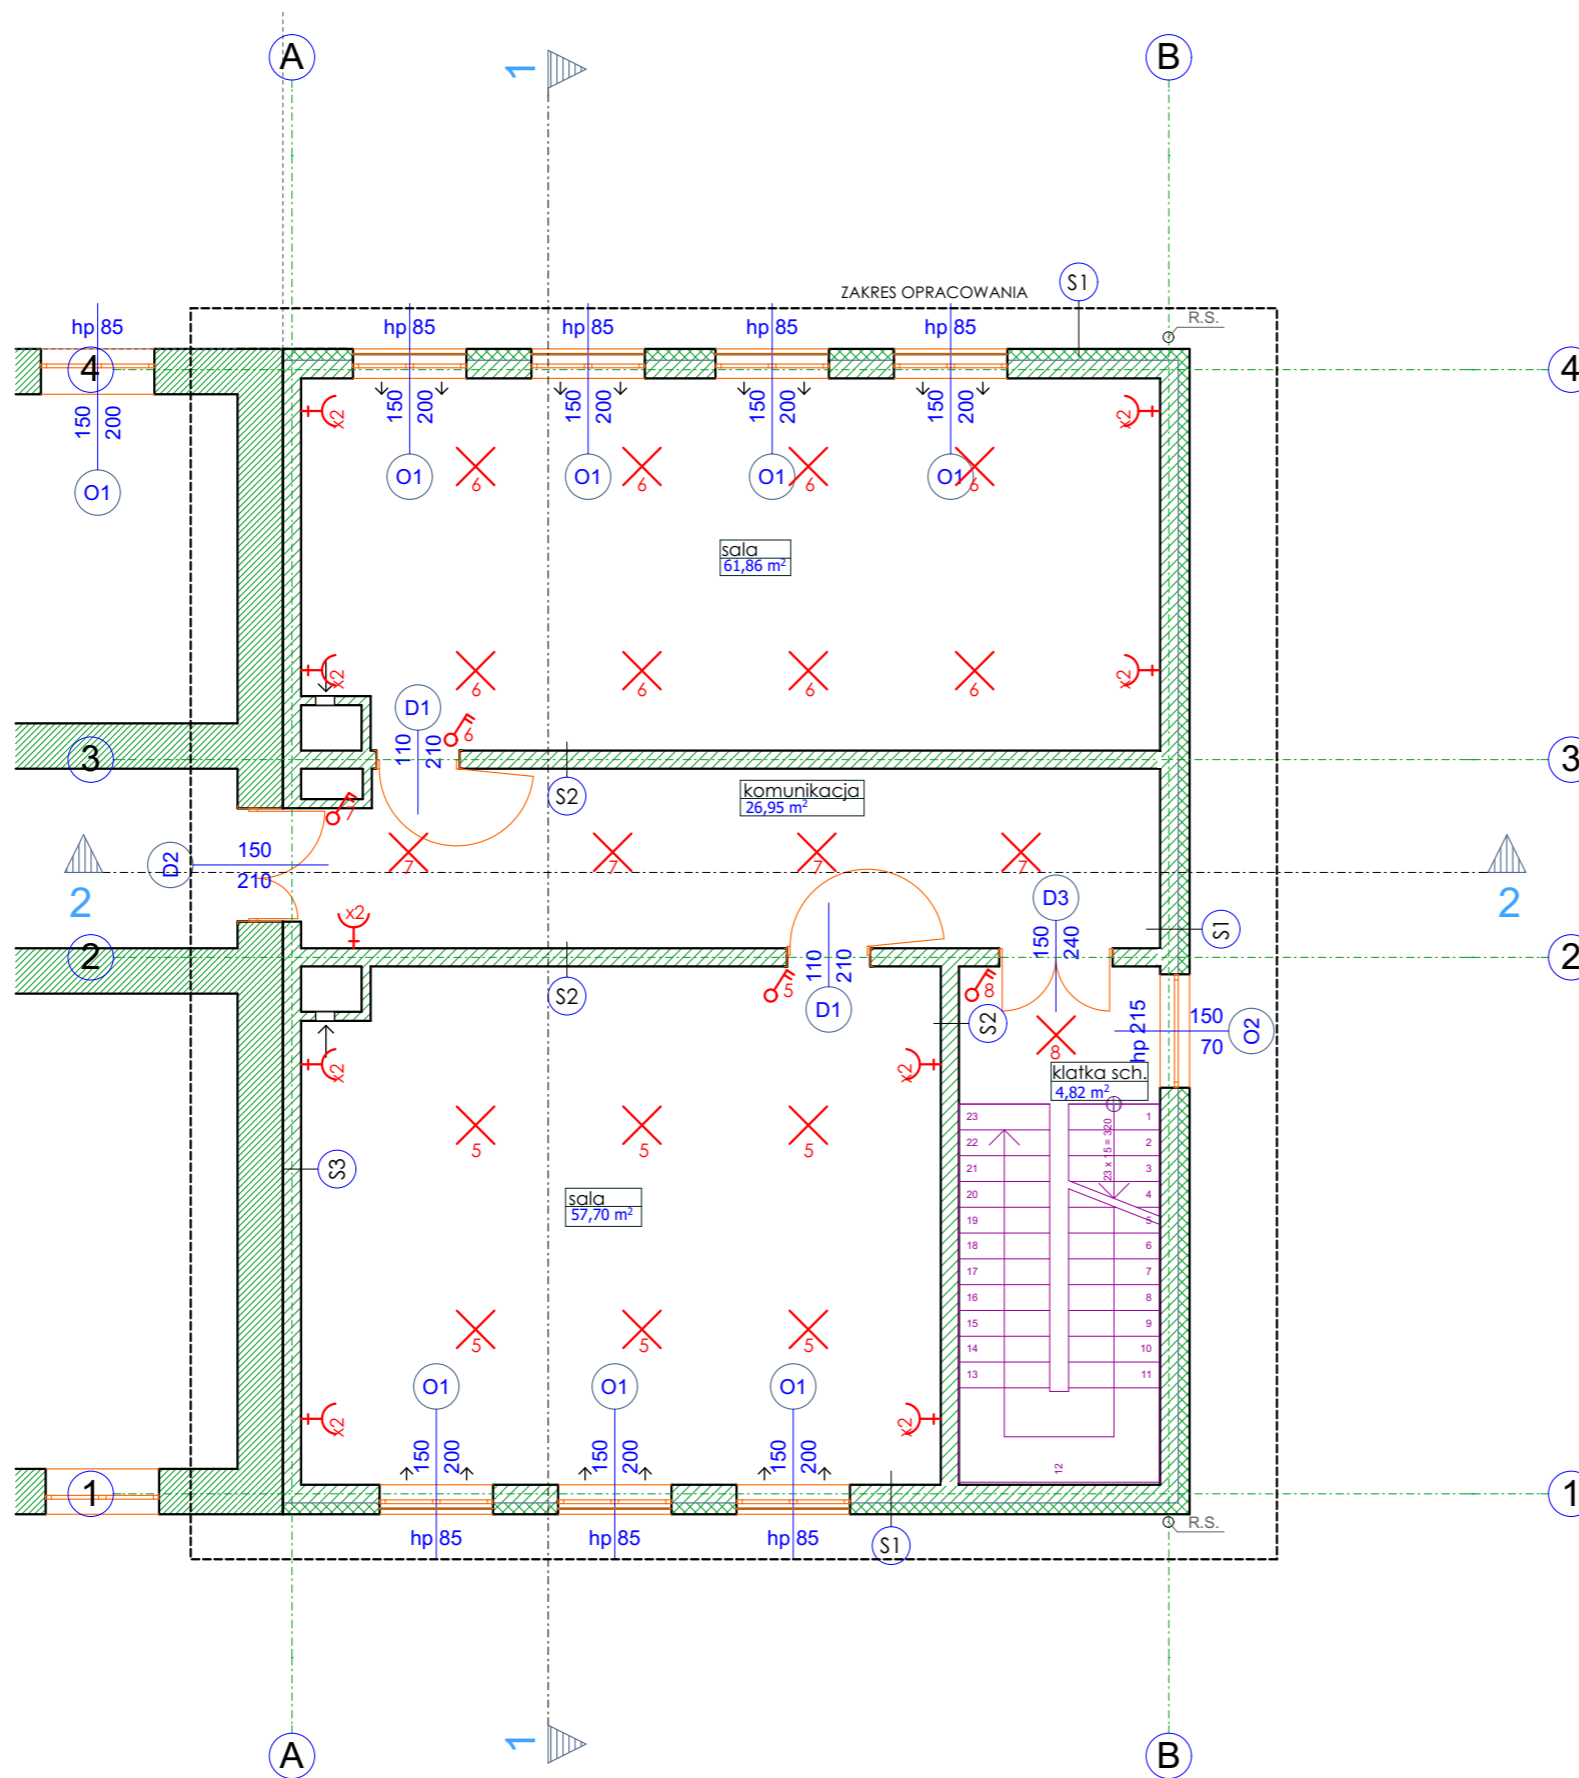 A
B
1
ZAKRES OPRACOWANIA
S1
R.S.
hp 85
hp 85
hp 85
hp 85
hp 85
4
4
150
200
150
200
150
200
150
200
150
200
x2
x2
O1
O1
O1
O1
O1
6
6
6
6
sala
61,86 m²
x2
x2
6
6
6
6
D1
6
110
210
3
3
S2
komunikacja
26,95 m²
7
D2
150
210
7
7
7
7
2
2
D3
x2
150
240
S1
2
2
110
210
5
8
S2
D1
S2
hp 215
150
70
O2
8
x2
x2
klatka sch.
4,82 m²
23
1
22
2
21
3
20
4
19
5
18
6
17
7
16
8
15
9
14
10
13
11
12
23 x 15 = 320
5
5
5
S3
sala
57,70 m²
5
5
5
O1
O1
O1
x2
x2
150
200
150
200
150
200
1
1
hp 85
hp 85
hp 85
S1
R.S.
1
A
B